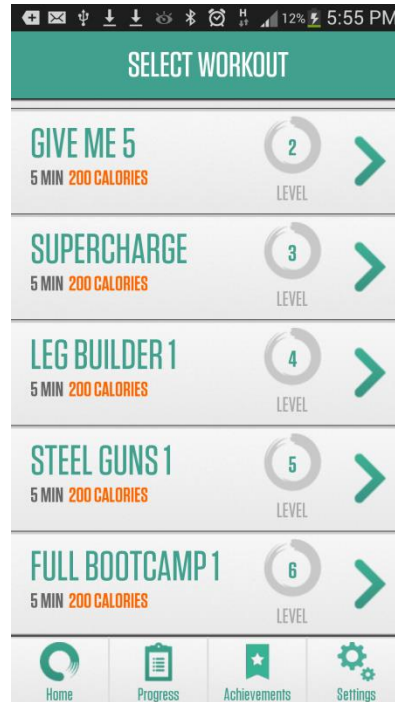 H 12% 5:55 PM
SELECT WORKOUT
GIVE ME 5
5 MIN 200 CALORIES
2
LEVEL
SUPERCHARGE
5 MIN 200 CALORIES
3
LEVEL
LEG BUILDER 1
5 MIN 200 CALORIES
4
LEVEL
STEEL GUNS 1
5 MIN 200 CALORIES
5
LEVEL
FULL BOOTCAMP 1
5 MIN 200 CALORIES
6
LEVEL
Home Progress Achievements Settings